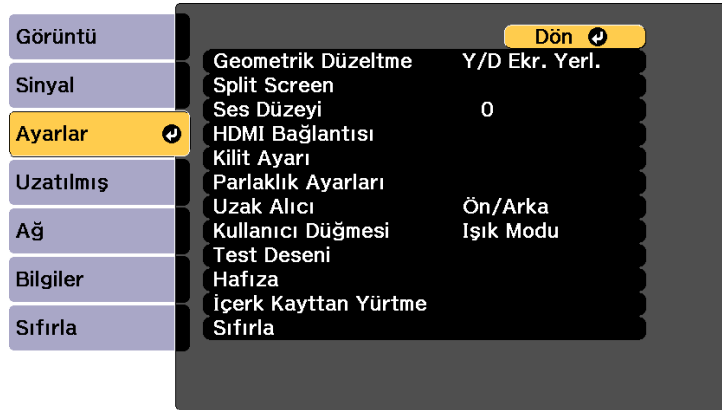 Görüntü
Sinyal
Ayarlar
Uzatılmış
Ağ
Bilgiler
Sıfırla
Dön
Geometrik Düzeltme Y/D Ekr. Yerl.
Split Screen
Ses Düzeyi 0
HDMI Bağlantısı
Kilit Ayarı
Parlaklık Ayarları
Uzak Alıcı Ön/Arka
Kullanıcı Düğmesi Işık Modu
Test Deseni
Hafıza
İçerk Kayttan Yürtme
Sıfırla